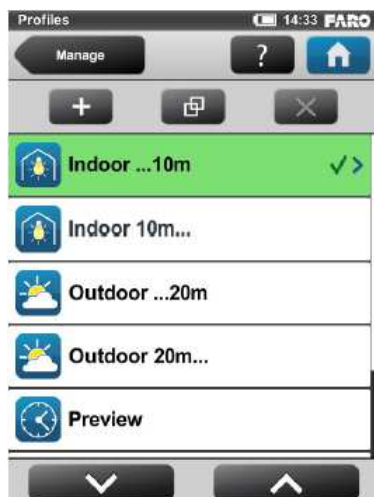 Profiles 14:33 FARO
Manage ?
Indoor ...10m
Indoor 10m...
Outdoor ...20m
Outdoor 20m...
Preview